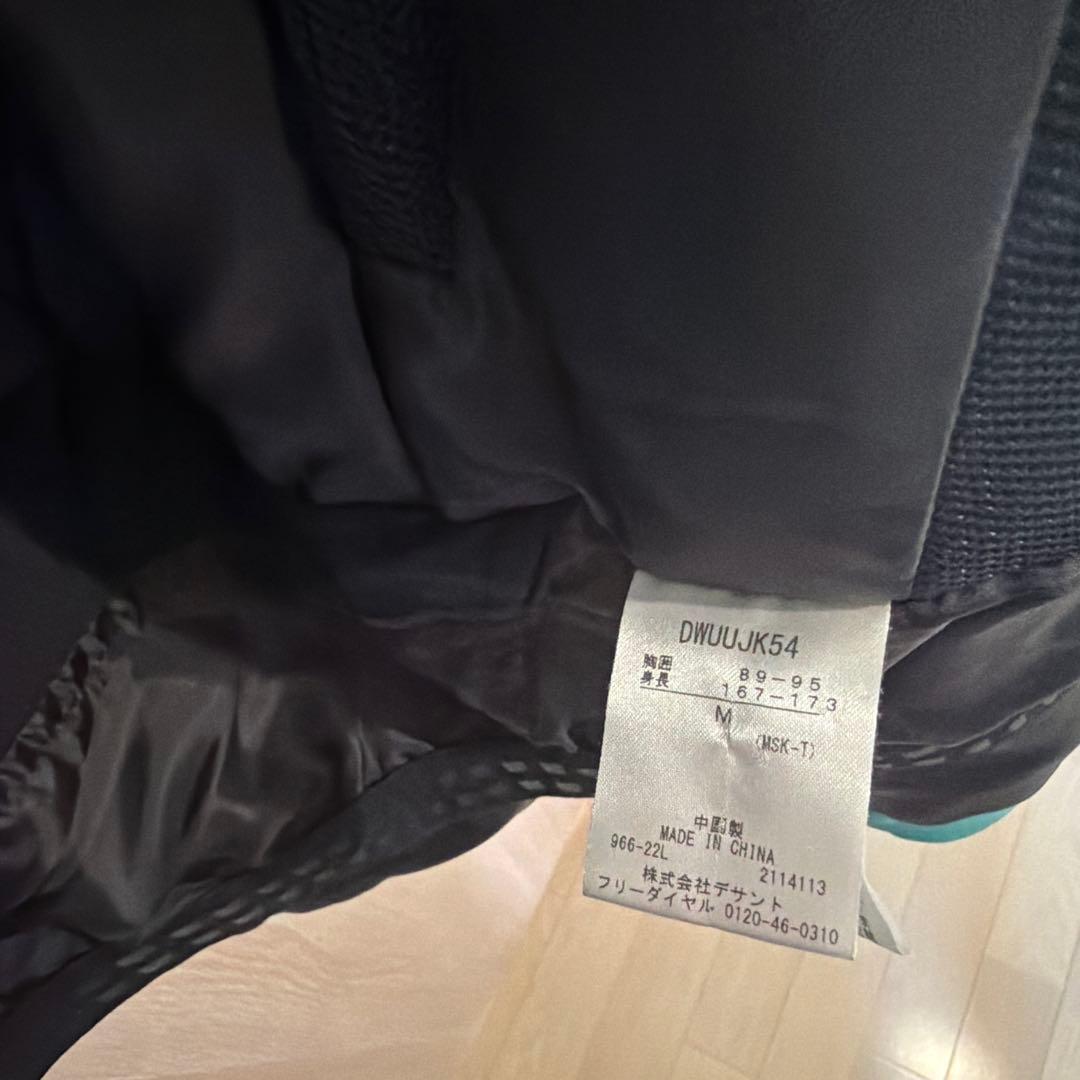 DWUUJK54
胸囲 89-95
身長 167-173
M
(MSK-T)
中国製
MADE IN CHINA
966-22L 2114113
株式会社デサント
フリーダイヤル 0120-46-0310